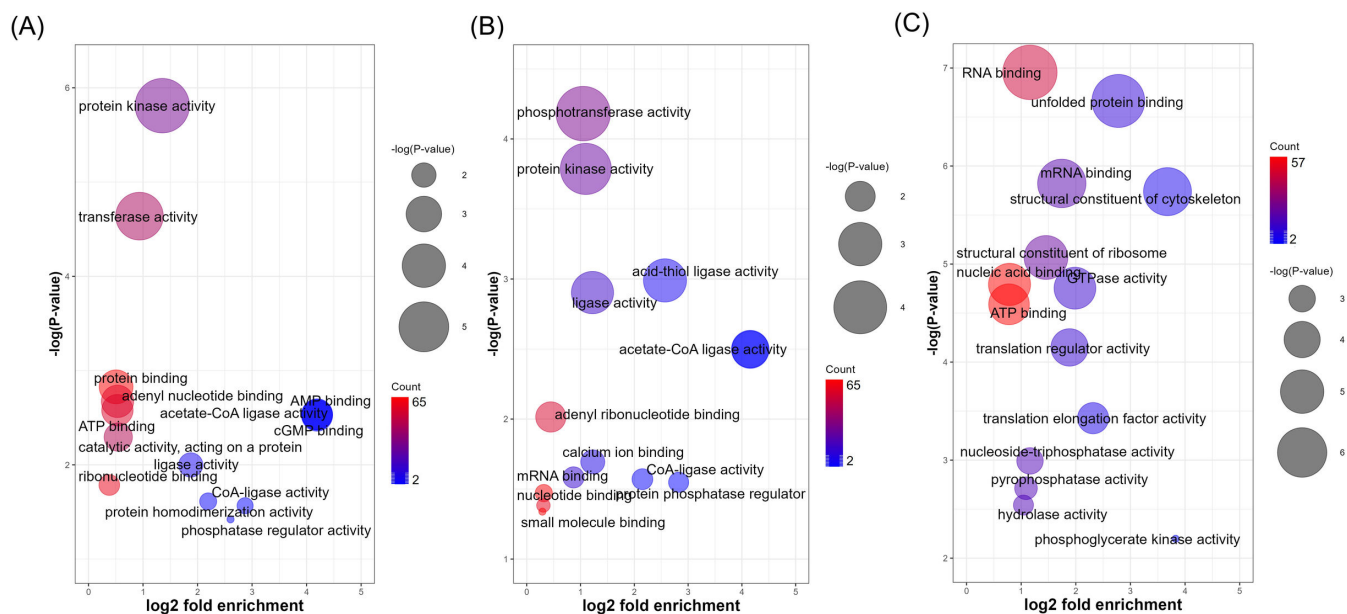 (A)
6
4
2
-log(P-value)
protein kinase activity
transferase activity
protein binding
adenyl nucleotide binding
AMP binding
acetate-CoA ligase activity
ATP binding
cGMP binding
catalytic activity, acting on a protein
ligase activity
ribonucleotide binding
CoA-ligase activity
protein homodimerization activity
phosphatase regulator activity
0
1
2
3
4
5
log2 fold enrichment
-log(P-value)
2
3
4
5
Count
65
2
(B)
4
3
2
1
-log(P-value)
phosphotransferase activity
protein kinase activity
acid-thiol ligase activity
ligase activity
acetate-CoA ligase activity
adenyl ribonucleotide binding
calcium ion binding
mRNA binding
CoA-ligase activity
nucleotide binding
protein phosphatase regulator
small molecule binding
0
1
2
3
4
5
log2 fold enrichment
-log(P-value)
2
3
4
Count
65
2
(C)
7
6
5
4
3
2
-log(P-value)
RNA binding
unfolded protein binding
mRNA binding
structural constituent of cytoskeleton
structural constituent of ribosome
nucleic acid binding
GTPase activity
ATP binding
translation regulator activity
translation elongation factor activity
nucleoside-triphosphatase activity
pyrophosphatase activity
hydrolase activity
phosphoglycerate kinase activity
0
1
2
3
4
5
log2 fold enrichment
Count
57
2
-log(P-value)
3
4
5
6